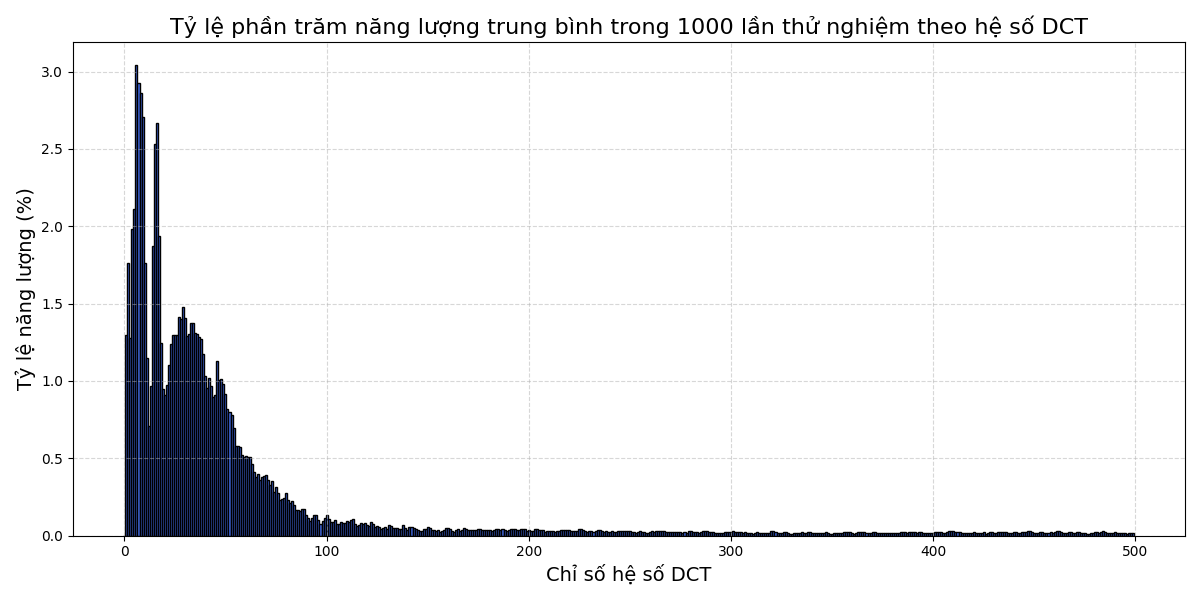 Tỷ lệ phần trăm năng lượng trung bình trong 1000 lần thử nghiệm theo hệ số DCT
Tỷ lệ năng lượng (%)
3.0
2.5
2.0
1.5
1.0
0.5
0.0
0 100 200 300 400 500
Chỉ số hệ số DCT